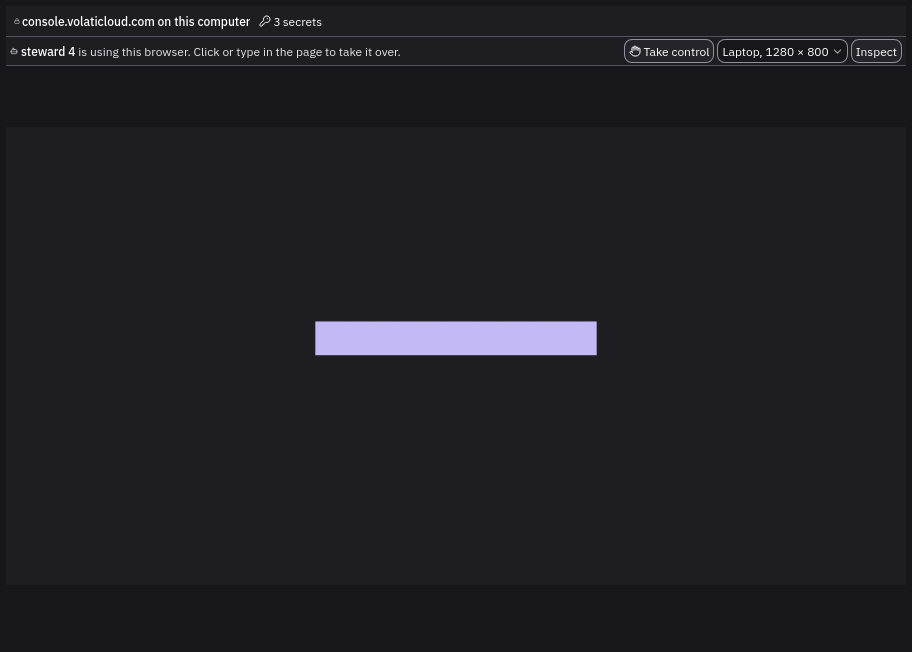 console.volaticloud.com on this computer 3 secrets
steward 4 is using this browser. Click or type in the page to take it over. Take control Laptop, 1280 × 800 Inspect